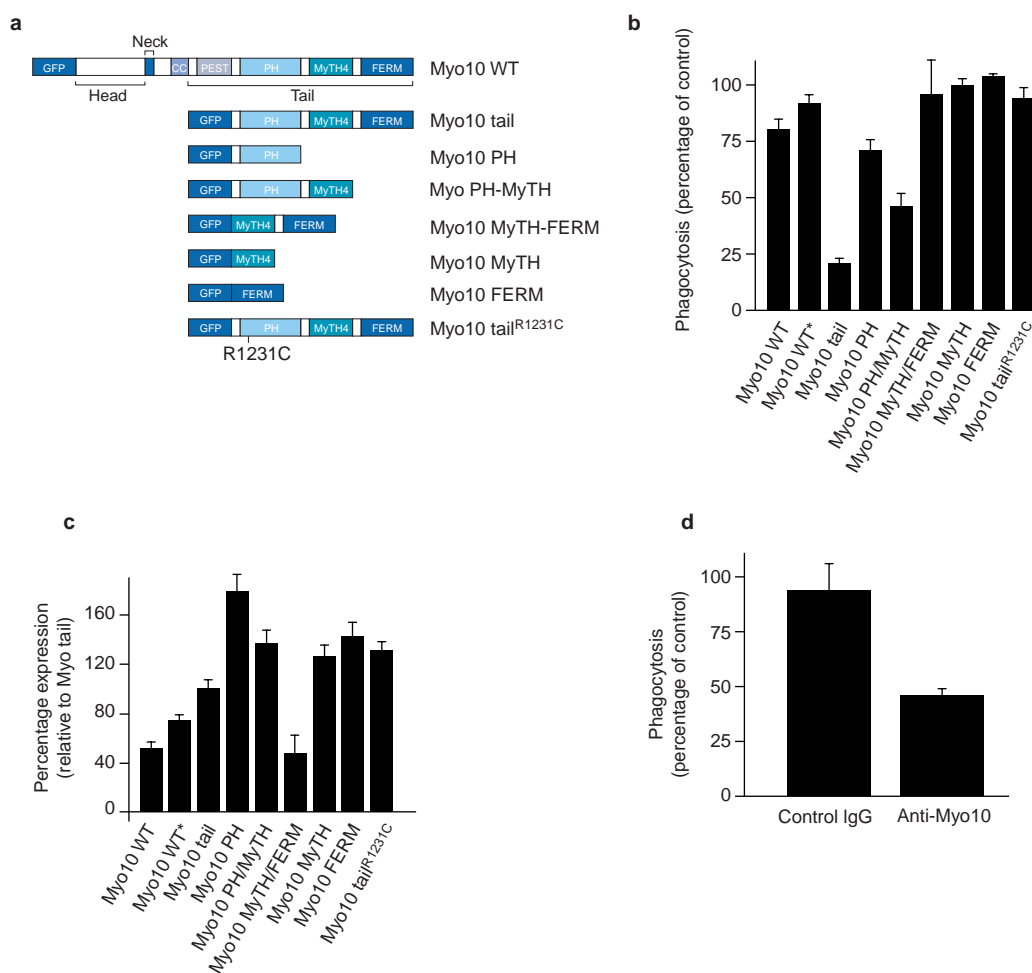 a
Neck
GFP CC PEST PH MyTH4 FERM Myo10 WT
Head Tail
GFP PH MyTH4 FERM Myo10 tail
GFP PH Myo10 PH
GFP PH MyTH4 Myo PH-MyTH
GFP MyTH4 FERM Myo10 MyTH-FERM
GFP MyTH4 Myo10 MyTH
GFP FERM Myo10 FERM
GFP PH MyTH4 FERM Myo10 tailR1231C
R1231C
b
Phagocytosis (percentage of control)
100
75
50
25
0
Myo10 WT
Myo10 WT*
Myo10 tail
Myo10 PH
Myo10 PH/MyTH
Myo10 MyTH/FERM
Myo10 MyTH
Myo10 FERM
Myo10 tailR1231C
c
Percentage expression
(relative to Myo tail)
160
120
80
40
0
Myo10 WT
Myo10 WT*
Myo10 tail
Myo10 PH
Myo10 PH/MyTH
Myo10 MyTH/FERM
Myo10 MyTH
Myo10 FERM
Myo10 tailR1231C
d
Phagocytosis
(percentage of control)
100
75
50
25
0
Control IgG Anti-Myo10